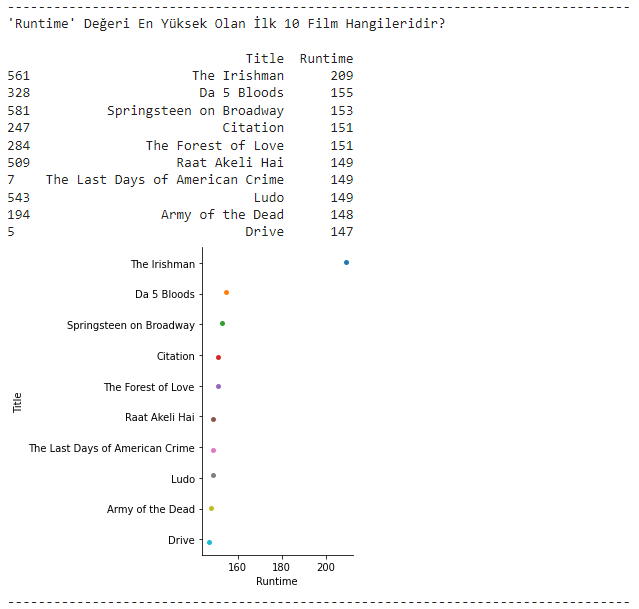 --------------------------------------------------------------------------------
'Runtime' Değeri En Yüksek Olan İlk 10 Film Hangileridir?
Title Runtime
561 The Irishman 209
328 Da 5 Bloods 155
581 Springsteen on Broadway 153
247 Citation 151
284 The Forest of Love 151
509 Raat Akeli Hai 149
7 The Last Days of American Crime 149
543 Ludo 149
194 Army of the Dead 148
5 Drive 147
The Irishman
Da 5 Bloods
Springsteen on Broadway
Citation
The Forest of Love
Raat Akeli Hai
The Last Days of American Crime
Ludo
Army of the Dead
Drive
Title
160 180 200
Runtime
--------------------------------------------------------------------------------